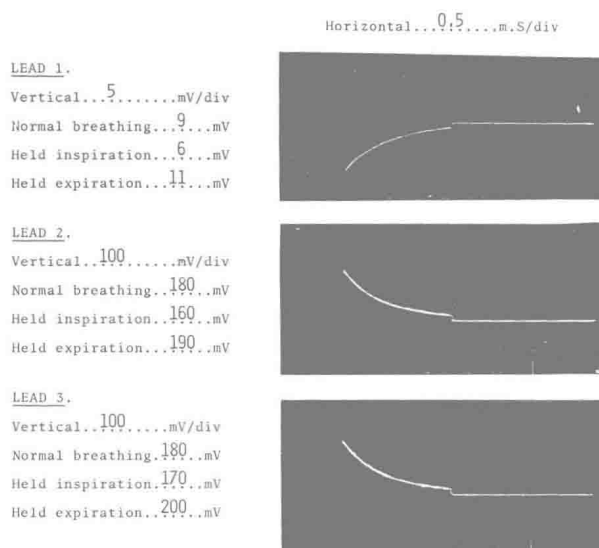 Horizontal...0.5.....m.S/div
LEAD 1.
Vertical...5.......mV/div
Normal breathing...9...mV
Held inspiration...6...mV
Held expiration...11...mV
LEAD 2.
Vertical..100.......mV/div
Normal breathing..180..mV
Held inspiration..160..mV
Held expiration...190..mV
LEAD 3.
Vertical..100......mV/div
Normal breathing.180..mV
Held inspiration.170..mV
Held expiration..200..mV